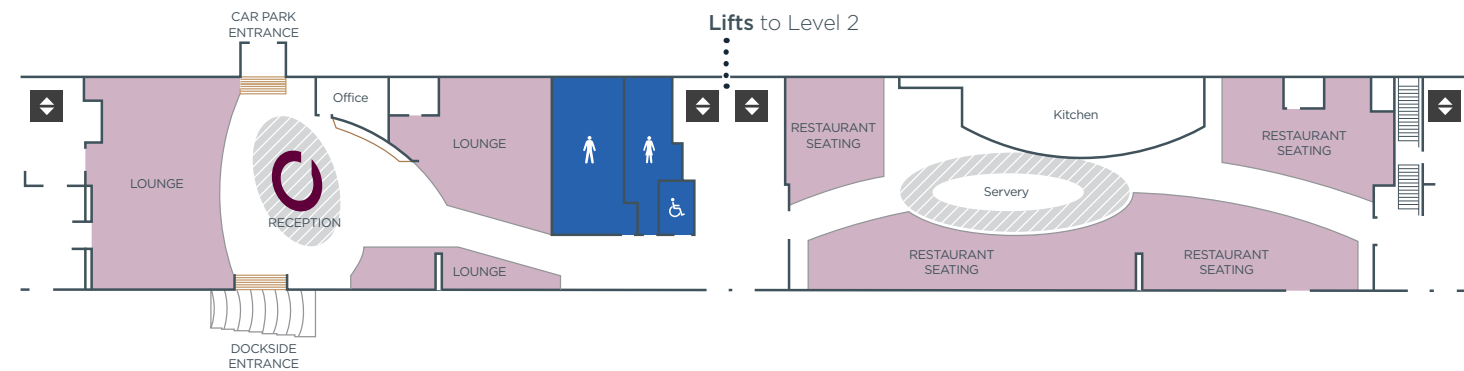 CAR PARK
ENTRANCE
Lifts to Level 2
Office
Kitchen
LOUNGE
LOUNGE
RESTAURANT
SEATING
RESTAURANT
SEATING
RECEPTION
Servery
LOUNGE
RESTAURANT
SEATING
RESTAURANT
SEATING
DOCKSIDE
ENTRANCE